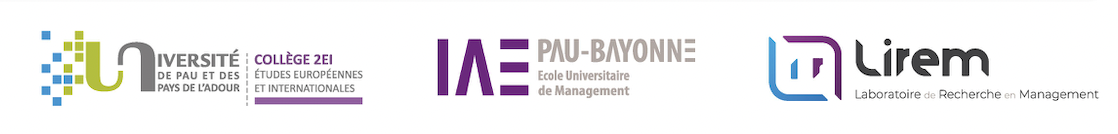 UNIVERSITÉ
DE PAU ET DES
PAYS DE L'ADOUR
COLLÈGE 2EI
ÉTUDES EUROPÉENNES
ET INTERNATIONALES
IAE
PAU-BAYONNE
Ecole Universitaire
de Management
Lirem
Laboratoire de Recherche en Management